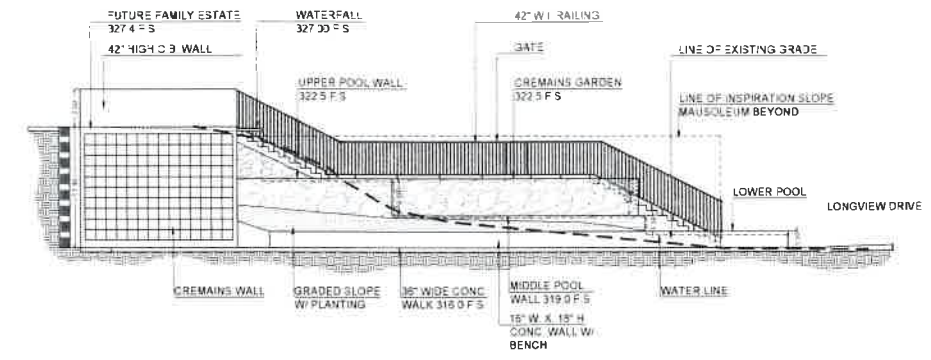 FUTURE FAMILY ESTATE
327.4 F S
42" HIGH C.B. WALL
WATERFALL
327.00 F S
42" W.I. RAILING
GATE
UPPER POOL WALL
322.5 F S
CREMAINS GARDEN
322.5 F S
LINE OF EXISTING GRADE
LINE OF INSPIRATION SLOPE
MAUSOLEUM BEYOND
LOWER POOL
LONGVIEW DRIVE
CREMAINS WALL
GRADED SLOPE
W/ PLANTING
36" WIDE CONC
WALK 316.0 F S
MIDDLE POOL
WALL 319.0 F S
16" W. X 18" H
CONC. WALL W/
BENCH
WATER LINE